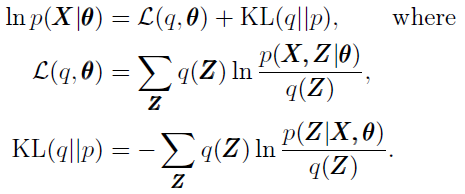 ln p(X|θ) = ℒ(q, θ) + KL(q||p), where
ℒ(q, θ) = ∑_Z q(Z) ln p(X, Z|θ) / q(Z),
KL(q||p) = − ∑_Z q(Z) ln p(Z|X, θ) / q(Z).